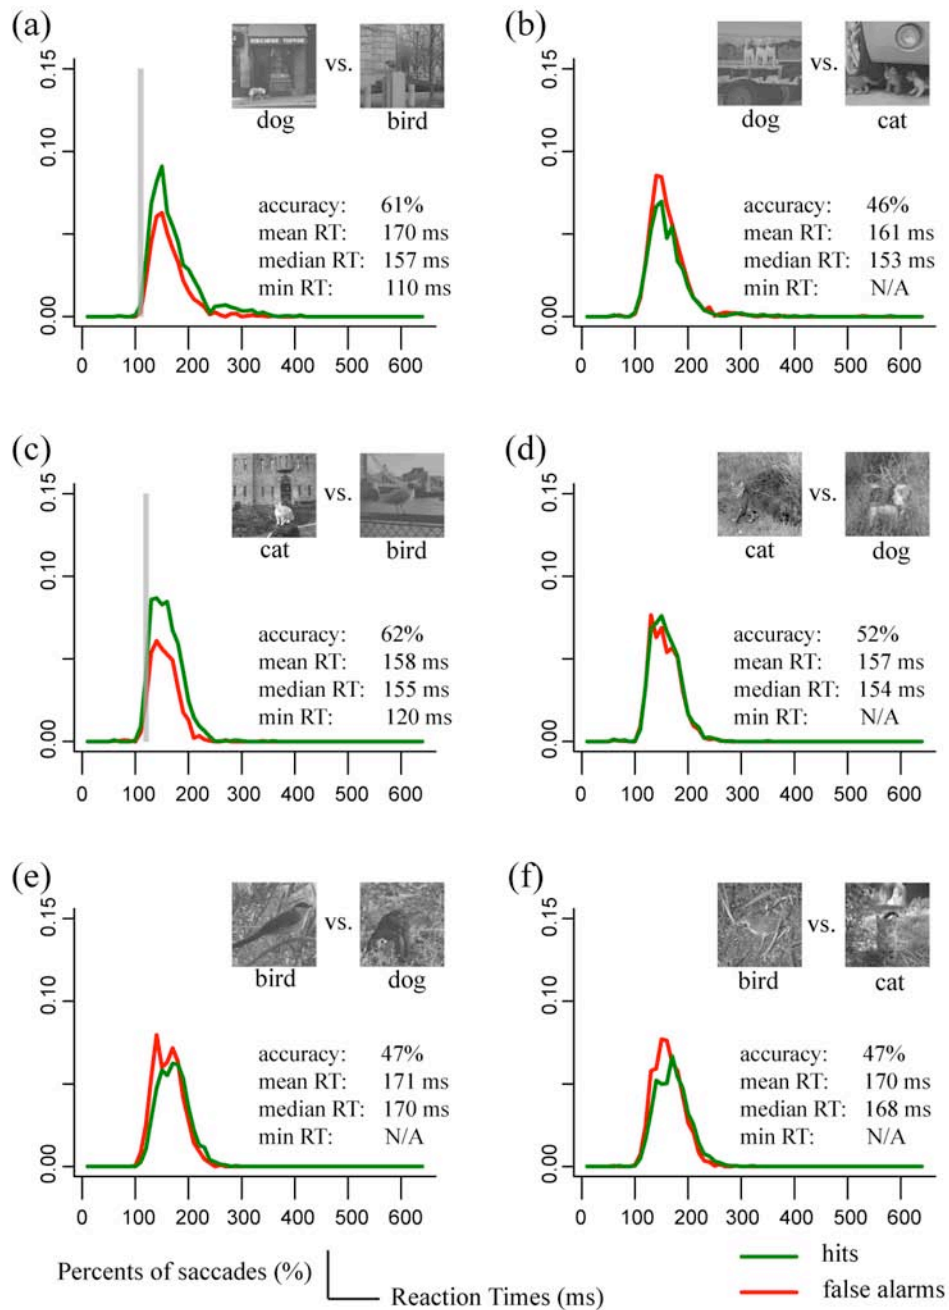 (a)
vs.
dog
bird
accuracy: 61%
mean RT: 170 ms
median RT: 157 ms
min RT: 110 ms
0.00 0.10 0.15
0 100 200 300 400 500 600
(b)
vs.
dog
cat
accuracy: 46%
mean RT: 161 ms
median RT: 153 ms
min RT: N/A
0.00 0.10 0.15
0 100 200 300 400 500 600
(c)
vs.
cat
bird
accuracy: 62%
mean RT: 158 ms
median RT: 155 ms
min RT: 120 ms
0.00 0.10 0.15
0 100 200 300 400 500 600
(d)
vs.
cat
dog
accuracy: 52%
mean RT: 157 ms
median RT: 154 ms
min RT: N/A
0.00 0.10 0.15
0 100 200 300 400 500 600
(e)
vs.
bird
dog
accuracy: 47%
mean RT: 171 ms
median RT: 170 ms
min RT: N/A
0.00 0.10 0.15
0 100 200 300 400 500 600
(f)
vs.
bird
cat
accuracy: 47%
mean RT: 170 ms
median RT: 168 ms
min RT: N/A
0.00 0.10 0.15
0 100 200 300 400 500 600
Percents of saccades (%)
Reaction Times (ms)
hits
false alarms